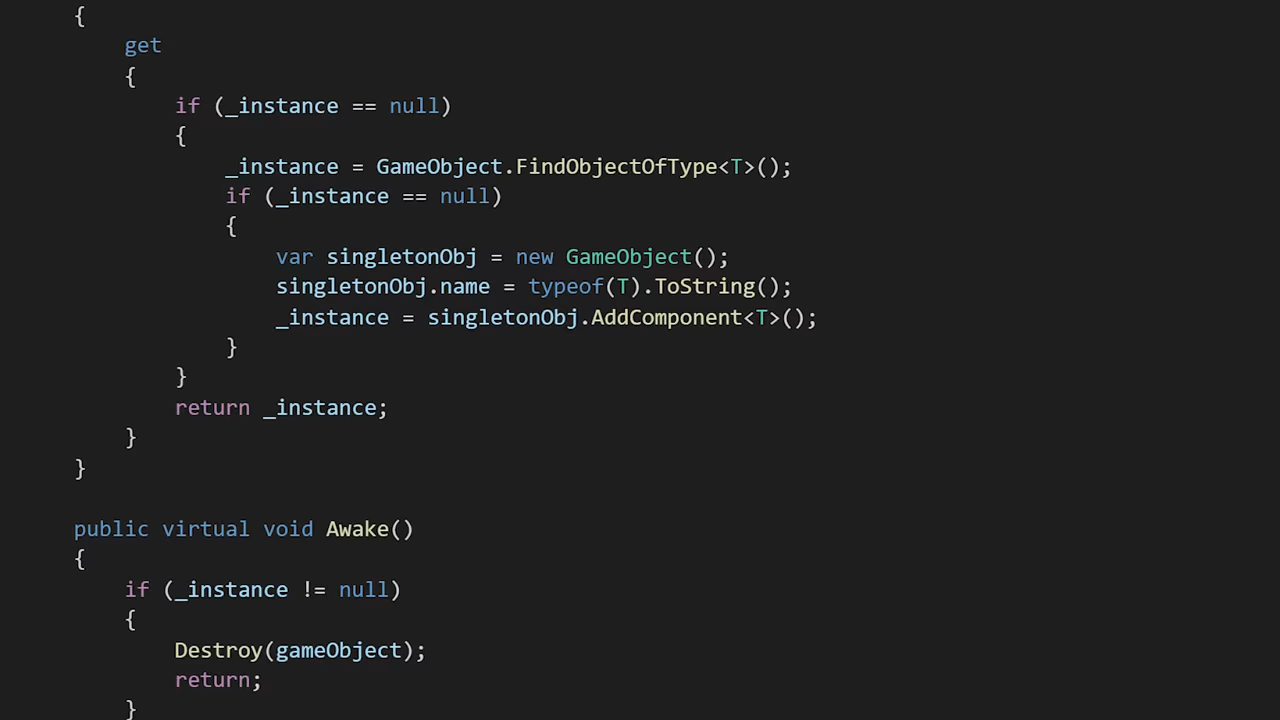 {
get
{
if (_instance == null)
{
_instance = GameObject.FindObjectOfType<T>();
if (_instance == null)
{
var singletonObj = new GameObject();
singletonObj.name = typeof(T).ToString();
_instance = singletonObj.AddComponent<T>();
}
}
return _instance;
}
}
public virtual void Awake()
{
if (_instance != null)
{
Destroy(gameObject);
return;
}